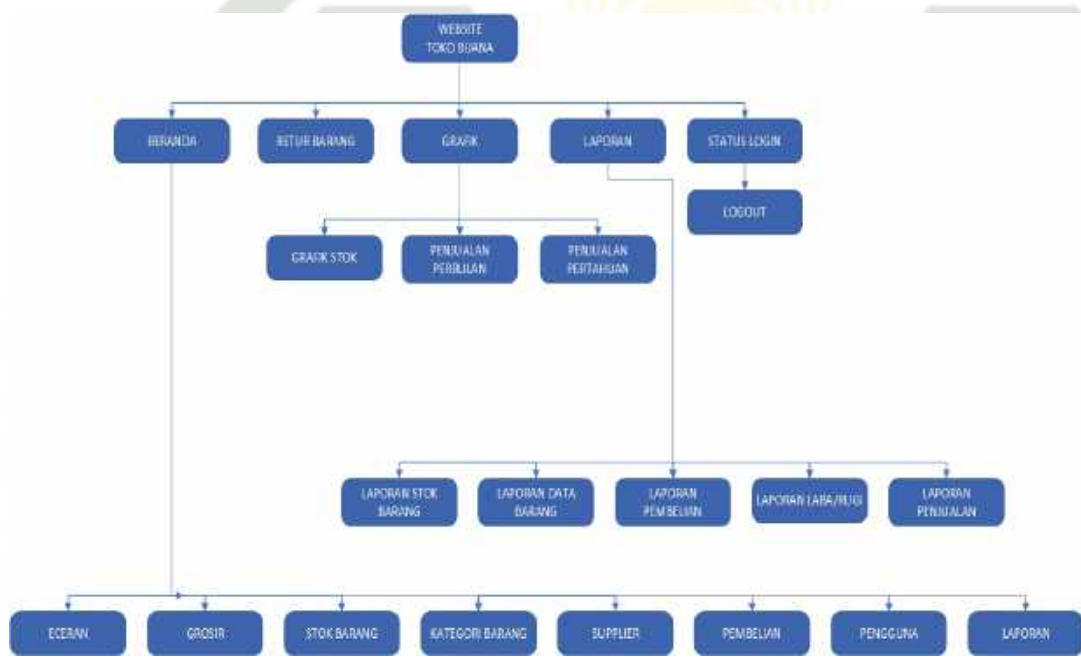 WEBSITE
TOKO BUANA
BERANDA
RETUR BARANG
GRAFIK
LAPORAN
STATUS LOGIN
LOGOUT
GRAFIK STOK
PENJUALAN
PERBULAN
PENJUALAN
PERTAHUAN
LAPORAN STOK
BARANG
LAPORAN DATA
BARANG
LAPORAN
PEMBELIAN
LAPORAN LABA/RUGI
LAPORAN
PENJUALAN
ECERAN
GROSIR
STOK BARANG
KATEGORI BARANG
SUPPLIER
PEMBELIAN
PENGGUNA
LAPORAN